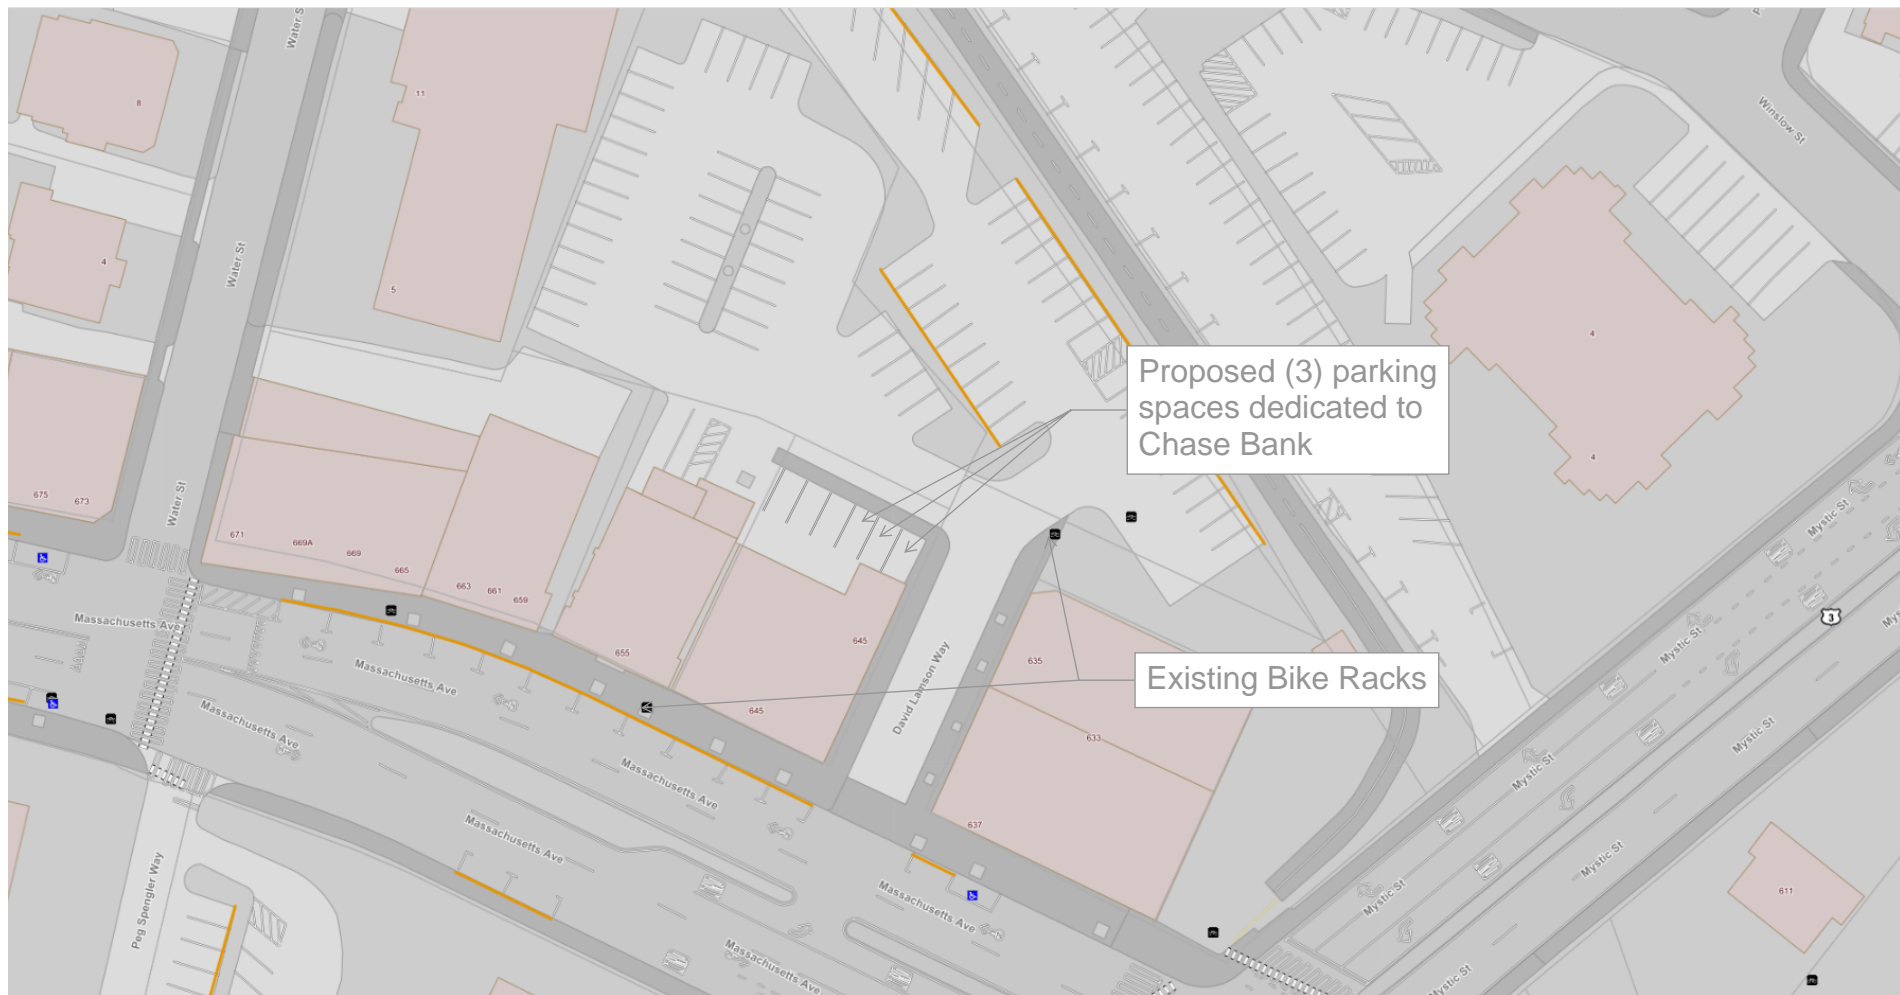 Water St
P
8
11
Winslow St
4
Water St
5
4
Proposed (3) parking
spaces dedicated to
Chase Bank
4
675
673
Water St
Mystic St
671
669A
669
665
663
661
659
Massachusetts Ave
3
Mystic St
My
645
655
635
Massachusetts Ave
David Lamson Way
Existing Bike Racks
645
Massachusetts Ave
633
Mystic St
Massachusetts Ave
Mystic St
637
Massachusetts Ave
Mystic St
Peg Spengler Way
Massachusetts Ave
Mystic St
611
Massachusetts Ave
Mystic St